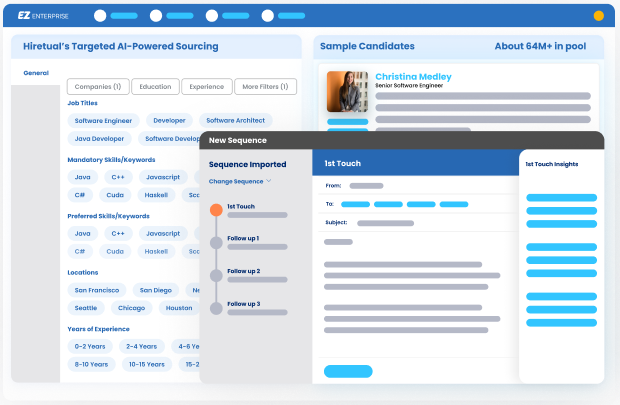 EZ ENTERPRISE
Hiretual's Targeted AI-Powered Sourcing
Sample Candidates
About 64M+ in pool
General
Companies (1)
Education
Experience
More Filters (1)
Christina Medley
Senior Software Engineer
Job Titles
Software Engineer
Developer
Software Architect
Java Developer
Software Develop
Mandatory Skills/Keywords
Java
C++
Javascript
C#
Cuda
Haskell
Sca
Preferred Skills/Keywords
Java
C++
Javascript
C#
Cuda
Haskell
Locations
San Francisco
San Diego
Ne
Seattle
Chicago
Houston
Years of Experience
0-2 Years
2-4 Years
4-6 Ye
8-10 Years
10-15 Years
15-2
New Sequence
Sequence Imported
Change Sequence
1st Touch
Follow up 1
Follow up 2
Follow up 3
1st Touch
From:
To:
Subject:
1st Touch Insights